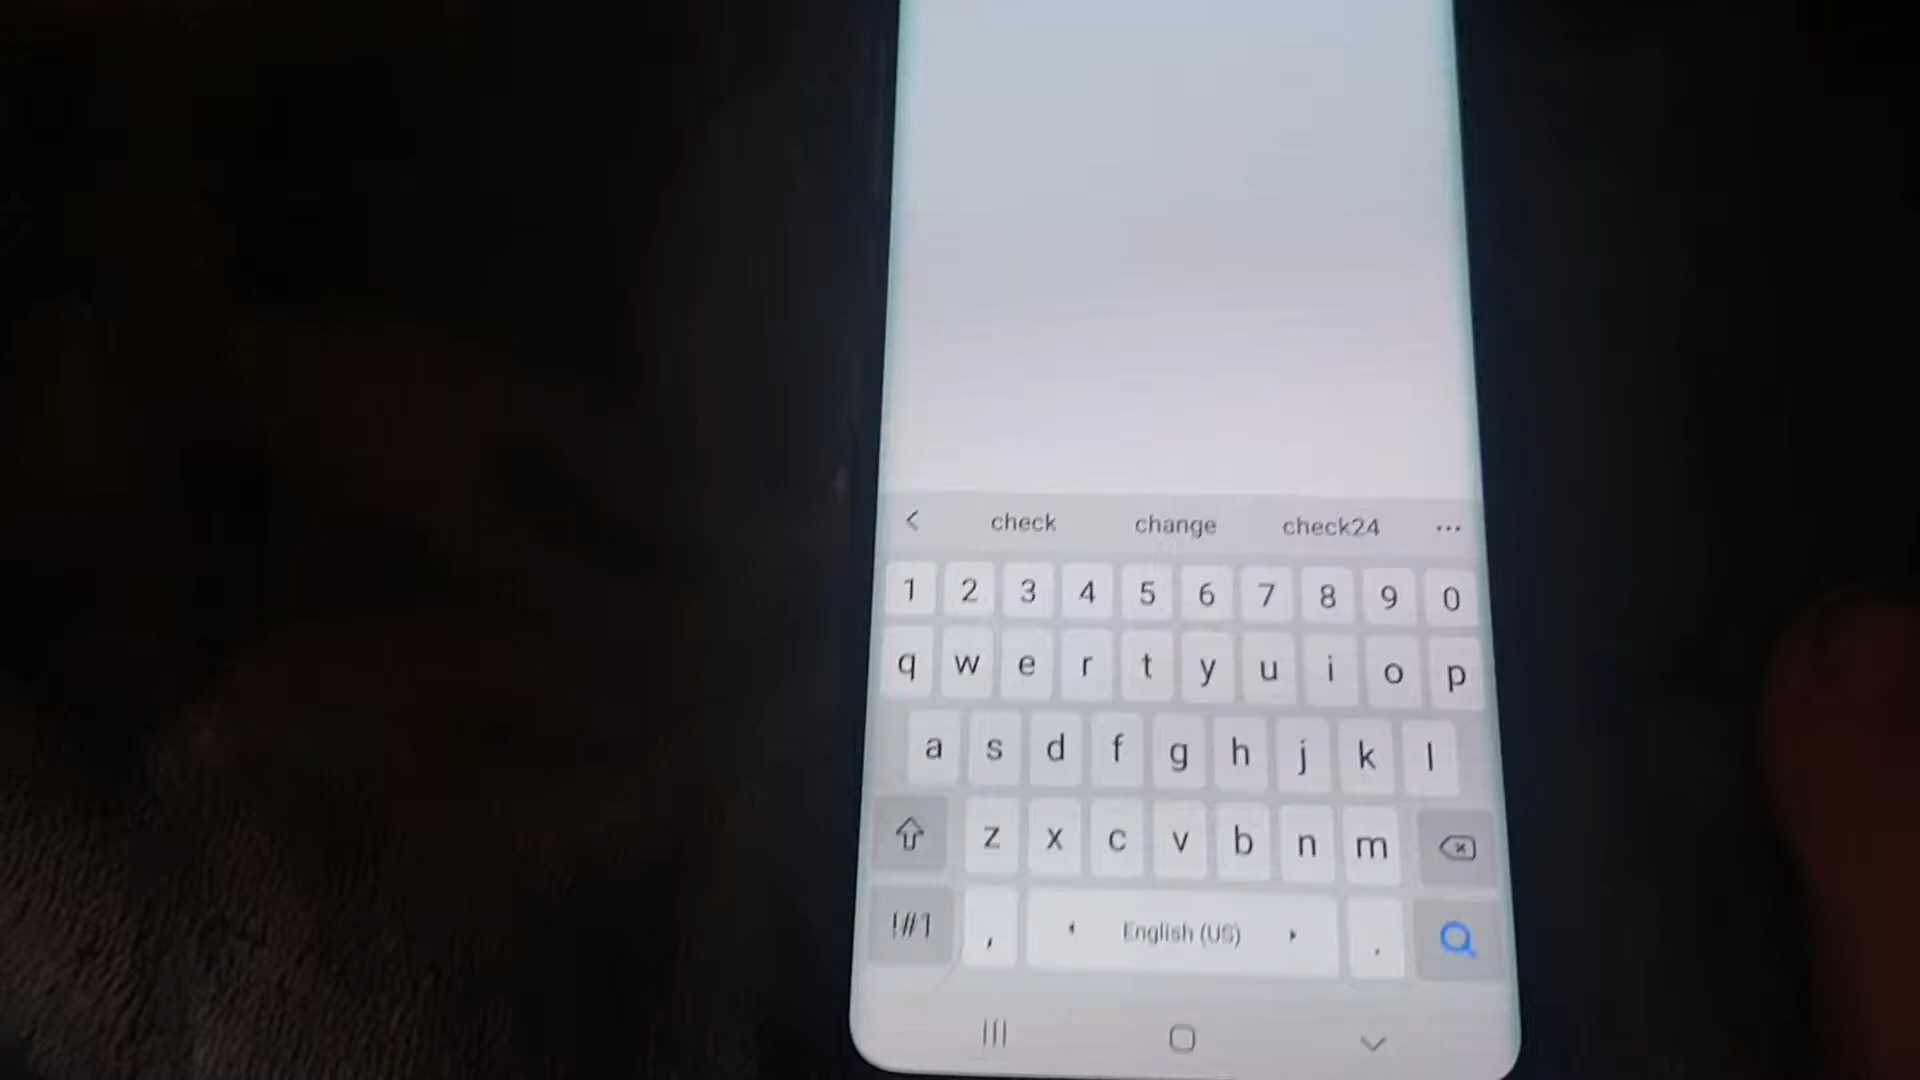 check change check24 ...
1 2 3 4 5 6 7 8 9 0
q w e r t y u i o p
a s d f g h j k l
z x c v b n m
!#1 , English (US) .